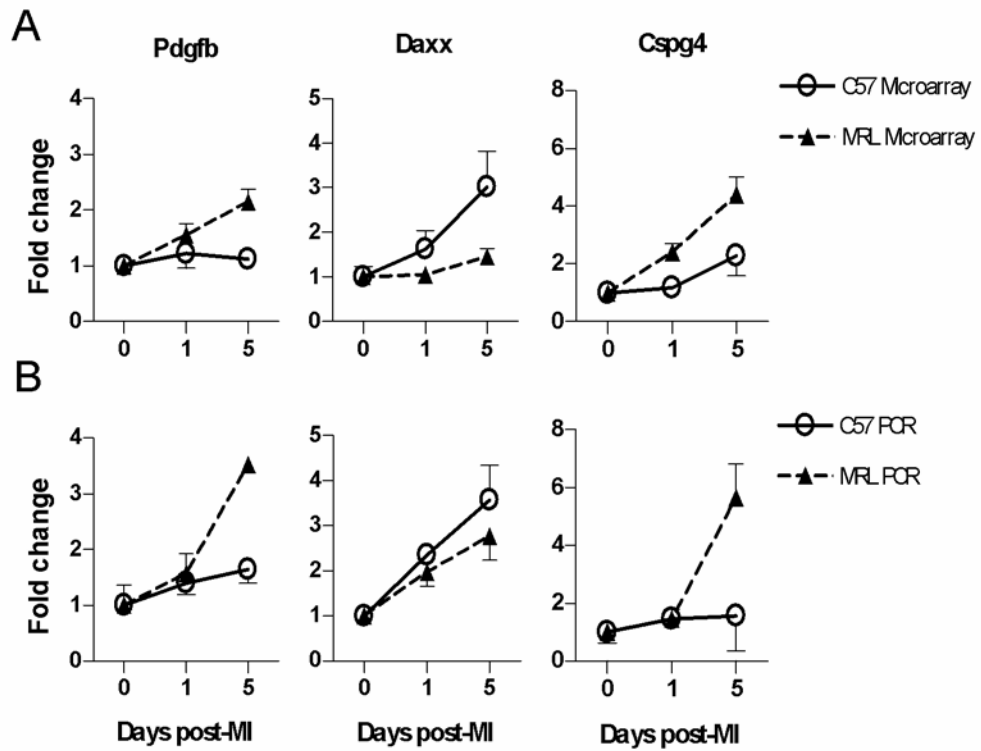 A
Pdgfb
Daxx
Cspg4
Fold change
4
3
2
1
0
0 1 5
5
4
3
2
1
0
0 1 5
8
6
4
2
0
0 1 5
C57 Mcroarray
MRL Mcroarray
B
Fold change
4
3
2
1
0
0 1 5
Days post-MI
5
4
3
2
1
0
0 1 5
Days post-MI
8
6
4
2
0
0 1 5
Days post-MI
C57 PCR
MRL PCR